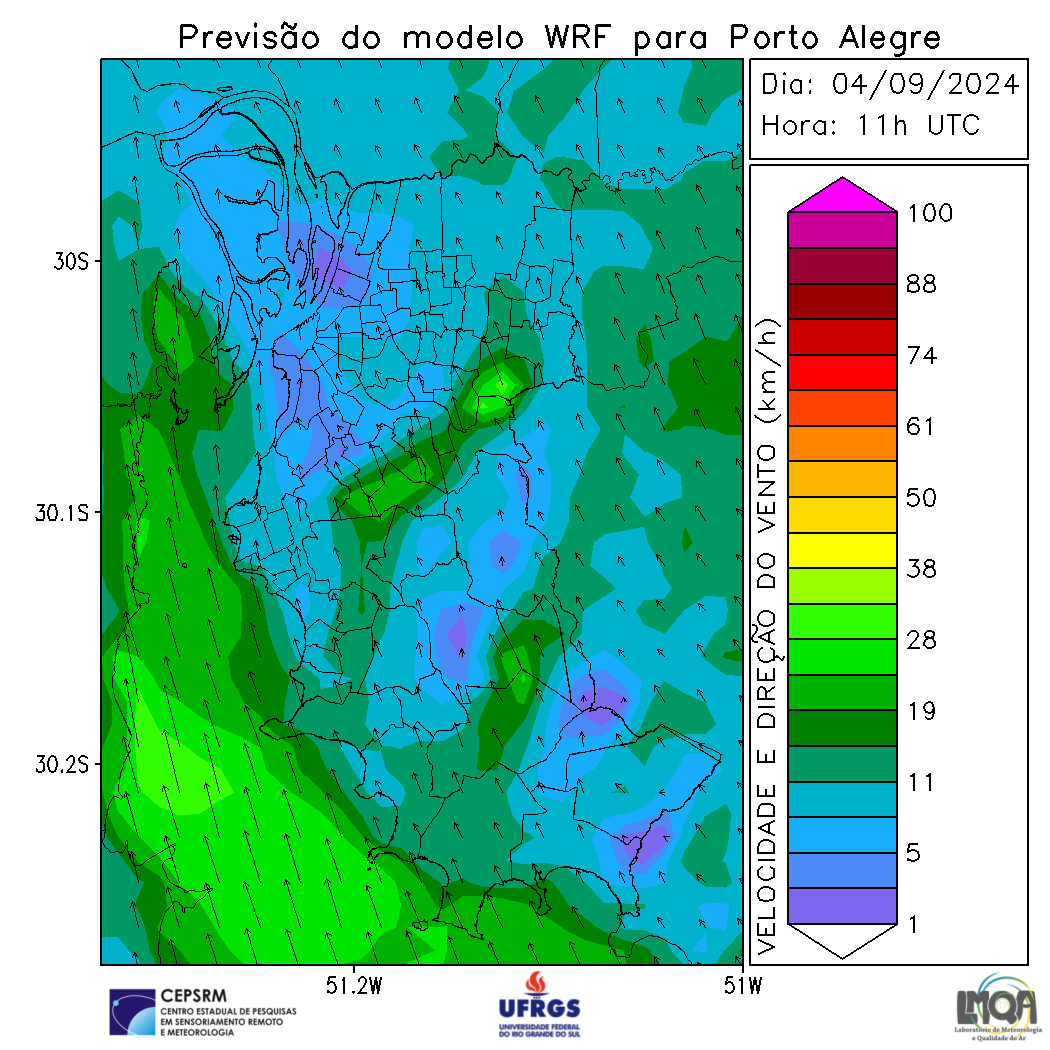 Previsão do modelo WRF para Porto Alegre
Dia: 04/09/2024
Hora: 11h UTC
30S
30.1S
30.2S
51.2W
51W
VELOCIDADE E DIREÇÃO DO VENTO (km/h)
100
88
74
61
50
38
28
19
11
5
1
CEPSRM
CENTRO ESTADUAL DE PESQUISAS
EM SENSORIAMENTO REMOTO
E METEOROLOGIA
UFRGS
UNIVERSIDADE FEDERAL
DO RIO GRANDE DO SUL
LMQA
Laboratório de Meteorologia
e Qualidade do Ar